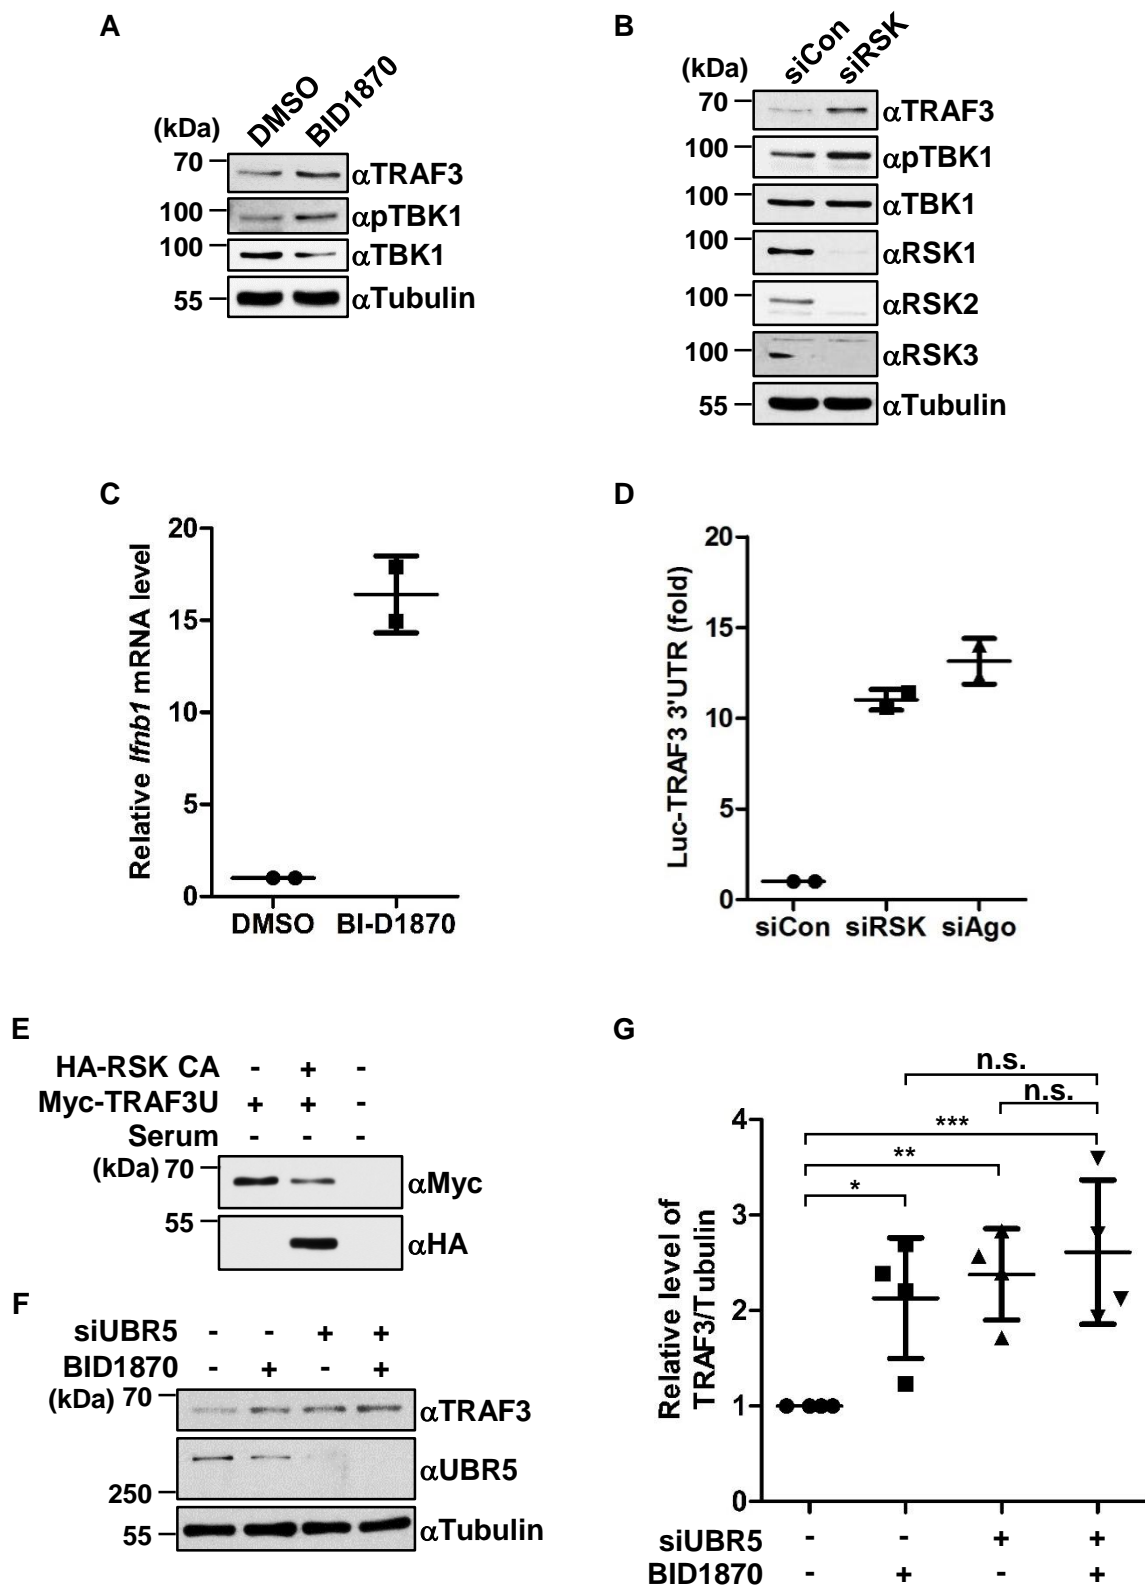 A
(kDa) DMSO BID1870
70 αTRAF3
100 αpTBK1
100 αTBK1
55 αTubulin
B
(kDa) siCon siRSK
70 αTRAF3
100 αpTBK1
100 αTBK1
100 αRSK1
100 αRSK2
100 αRSK3
55 αTubulin
C
Relative Ifnb1 mRNA level
20
15
10
5
0
DMSO BI-D1870
D
Luc-TRAF3 3'UTR (fold)
20
15
10
5
0
siCon siRSK siAgo
E
HA-RSK CA - + -
Myc-TRAF3U + + -
Serum - - -
(kDa) 70 αMyc
55 αHA
F
siUBR5 - - + +
BID1870 - + - +
(kDa) 70 αTRAF3
250 αUBR5
55 αTubulin
G
n.s.
n.s.
***
**
*
Relative level of
TRAF3/Tubulin
4
3
2
1
0
siUBR5 - - + +
BID1870 - + - +